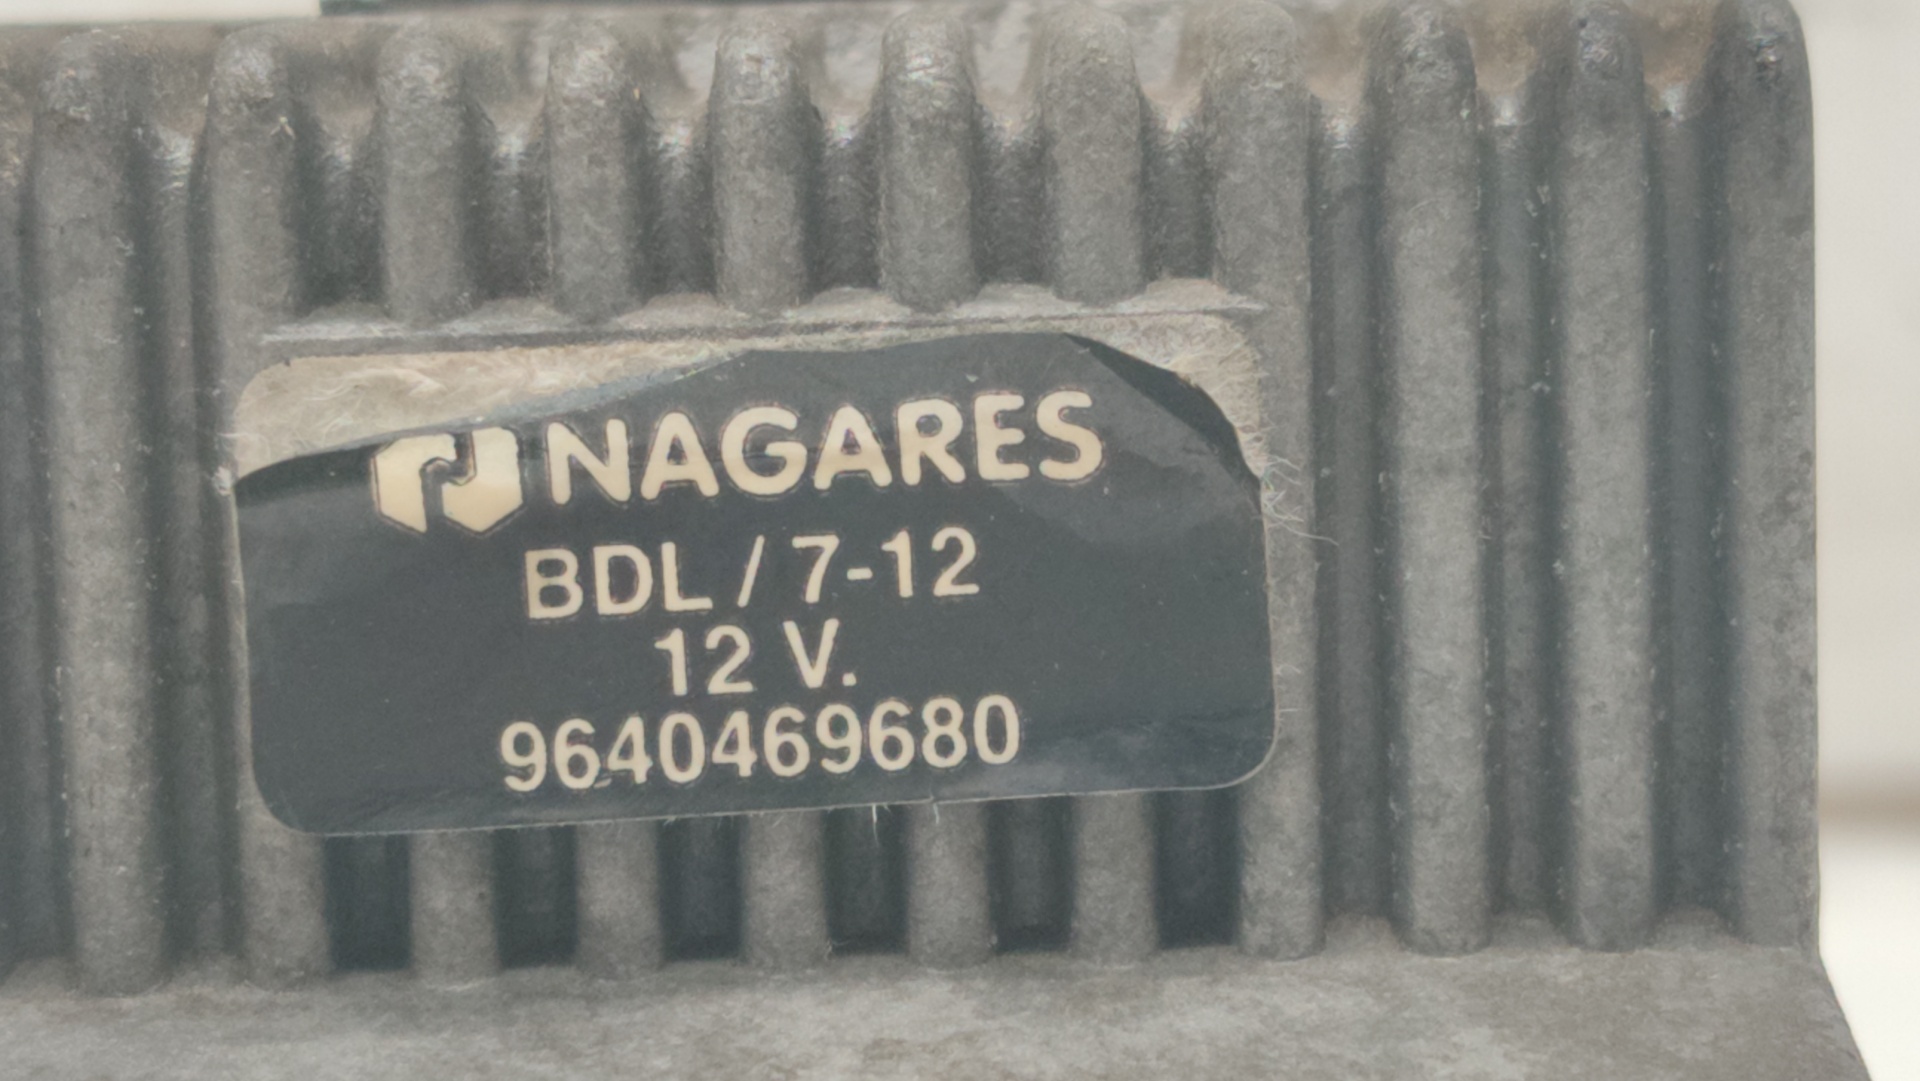 NAGARES
BDL / 7-12
12 V.
9640469680